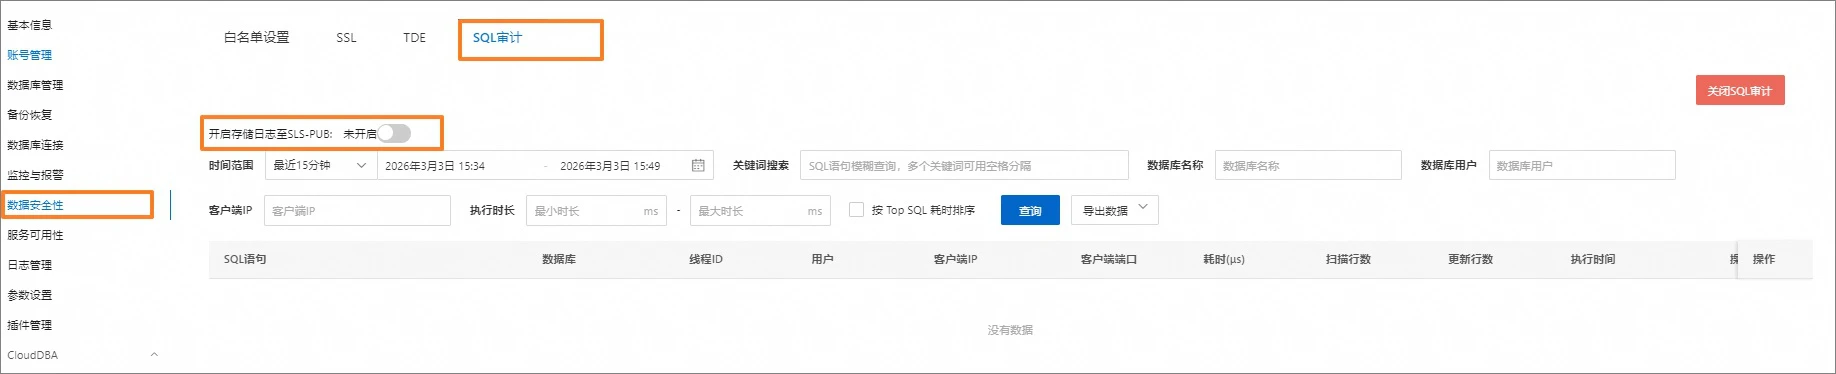 基本信息
账号管理
数据库管理
备份恢复
数据库连接
监控与报警
数据安全性
服务可用性
日志管理
参数设置
插件管理
CloudDBA
白名单设置 SSL TDE SQL审计
关闭SQL审计
开启存储日志至SLS-PUB: 未开启
时间范围 最近15分钟 2026年3月3日 15:34 - 2026年3月3日 15:49 关键词搜索 SQL语句模糊查询，多个关键词可用空格分隔 数据库名称 数据库名称 数据库用户 数据库用户
客户端IP 客户端IP 执行时长 最小时长 ms - 最大时长 ms 按 Top SQL 耗时排序 查询 导出数据
SQL语句 数据库 线程ID 用户 客户端IP 客户端端口 耗时(μs) 扫描行数 更新行数 执行时间 操作
没有数据